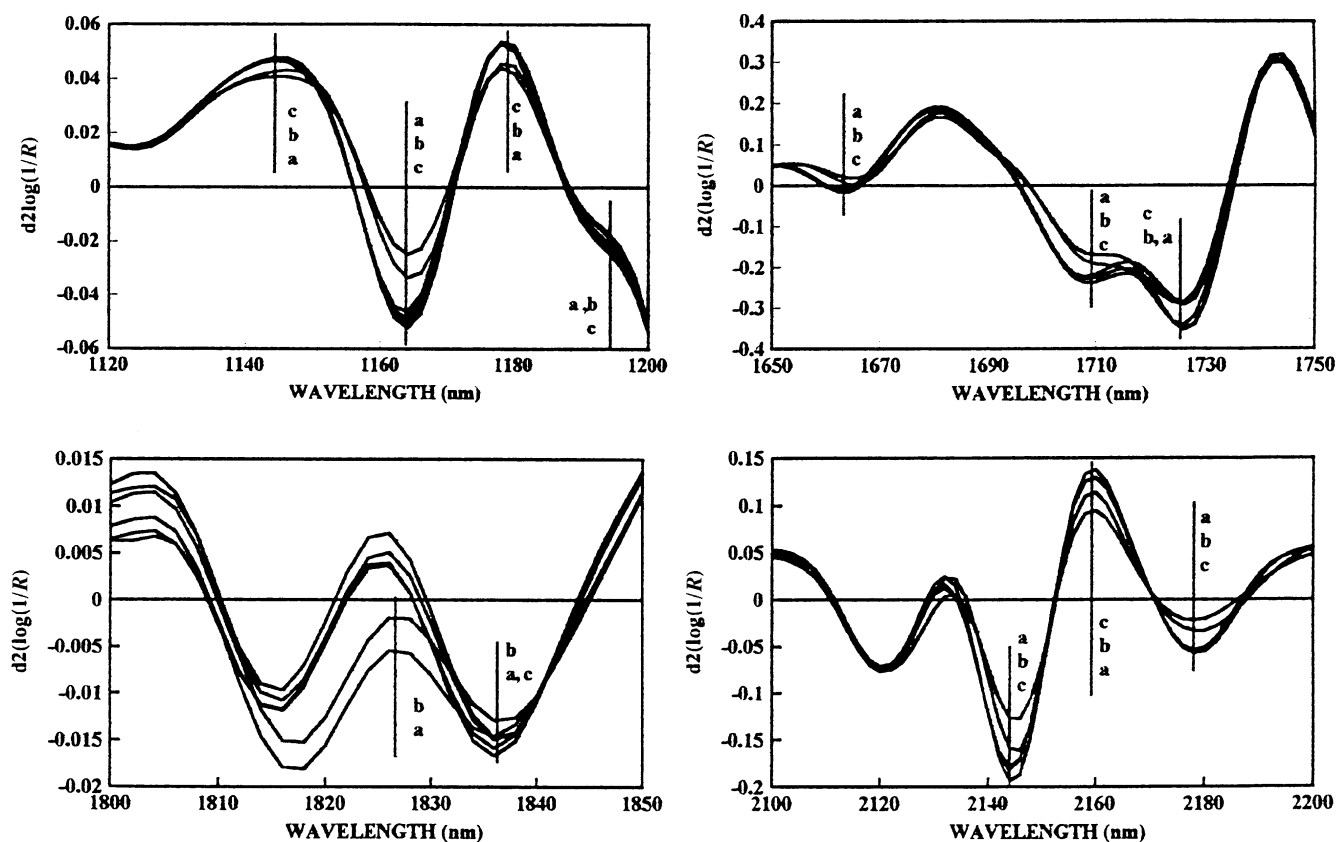 0.06
0.04
0.02
0
-0.02
-0.04
-0.06
d2log(1/R)
c
b
a
a
b
c
c
b
a
a ,b
c
1120
1140
1160
1180
1200
WAVELENGTH (nm)
0.4
0.3
0.2
0.1
0
-0.1
-0.2
-0.3
-0.4
d2(log(1/R)
a
b
c
a
b
c
c
b, a
1650
1670
1690
1710
1730
1750
WAVELENGTH (nm)
0.015
0.01
0.005
0
-0.005
-0.01
-0.015
-0.02
d2(log(1/R)
b
a
b
a, c
1800
1810
1820
1830
1840
1850
WAVELENGTH (nm)
0.15
0.1
0.05
0
-0.05
-0.1
-0.15
-0.2
d2(log(1/R)
a
b
c
c
b
a
a
b
c
2100
2120
2140
2160
2180
2200
WAVELENGTH (nm)